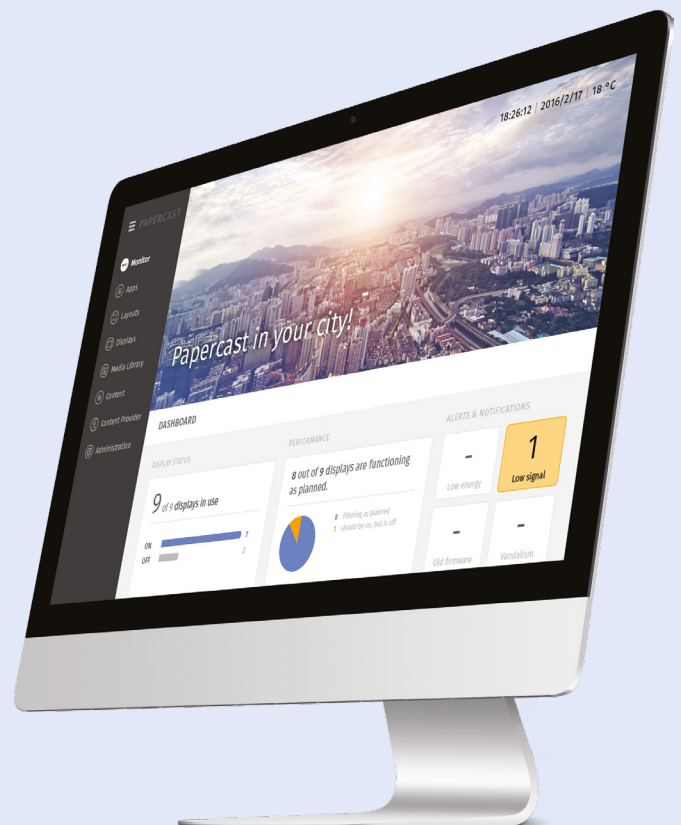 18:26:12 | 2016/2/17 | 18 °C
PAPERCAST
Monitor
Apps
Layouts
Displays
Media Library
Content
Content Provider
Administration
Papercast in your city!
DASHBOARD
DISPLAY STATUS
9 of 9 displays in use
ON 7
OFF 2
PERFORMANCE
8 out of 9 displays are functioning
as planned.
8 Filtering as planned
1 should be on, but is off
ALERTS & NOTIFICATIONS
-
Low energy
1
Low signal
-
Old firmware
-
Vandalism